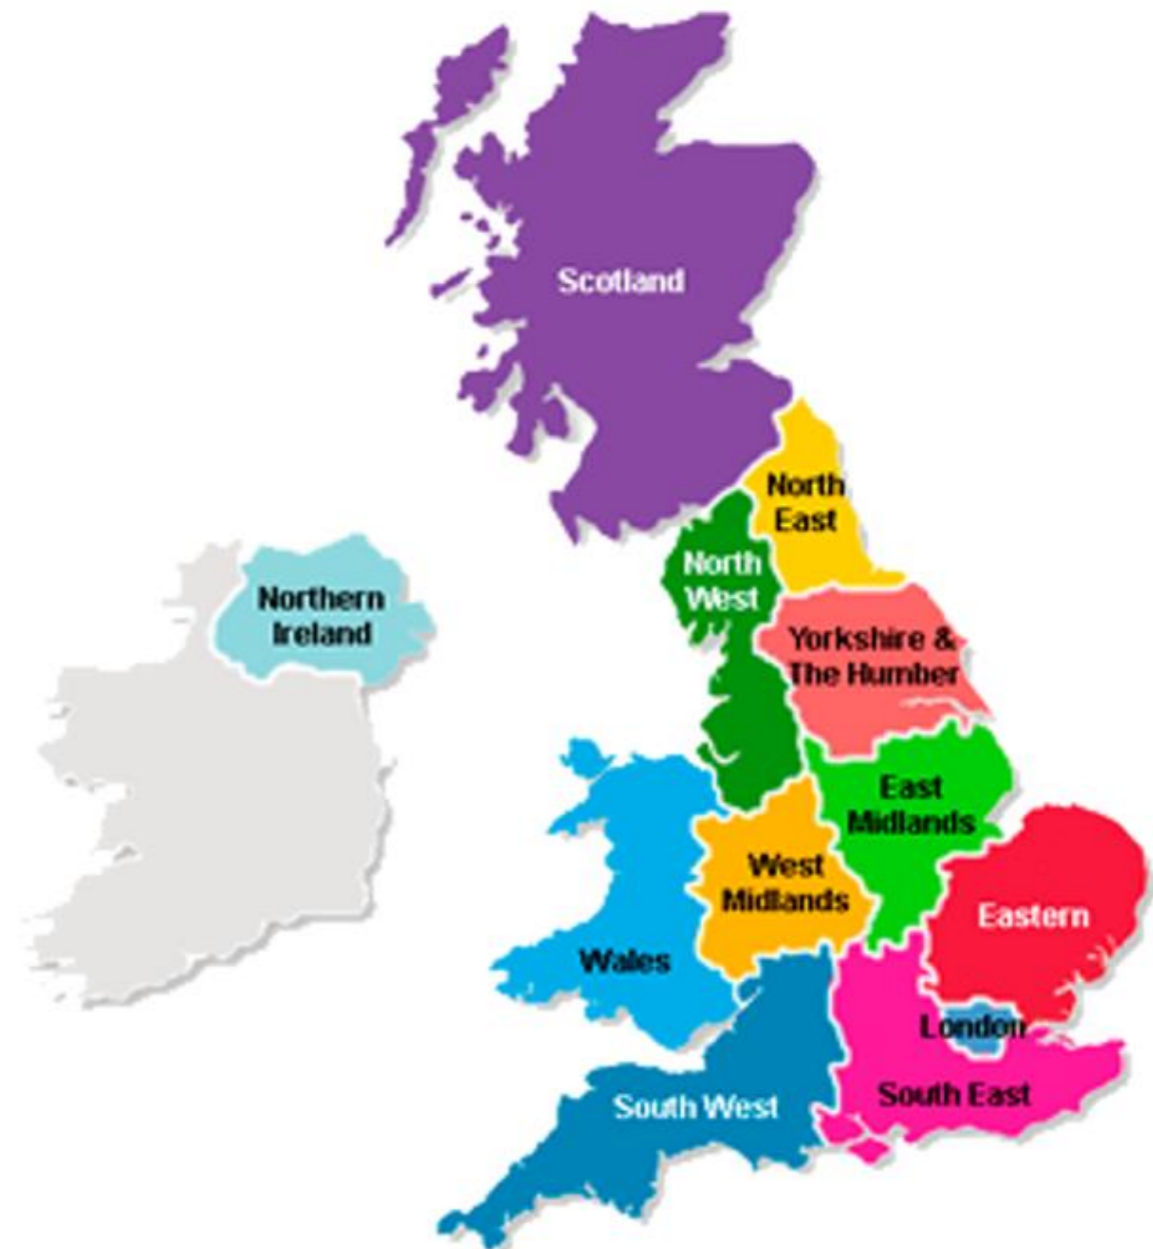 Scotland
North
East
North
West
Northern
Ireland
Yorkshire &
The Humber
East
Midlands
West
Midlands
Eastern
Wales
London
South East
South West